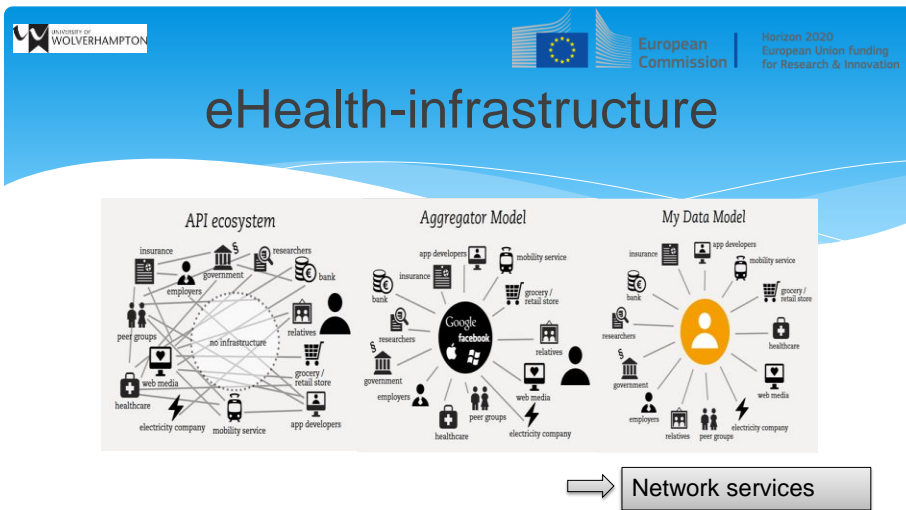 UNIVERSITY OF
WOLVERHAMPTON
European
Commission
Horizon 2020
European Union funding
for Research & Innovation
eHealth-infrastructure
API ecosystem
insurance
§
researchers
government
employers
bank
peer groups
no infrastructure
relatives
web media
grocery /
retail store
healthcare
electricity company
mobility service
app developers
Aggregator Model
app developers
mobility service
insurance
bank
grocery /
retail store
Google
facebook
researchers
relatives
§
government
web media
employers
peer groups
healthcare
electricity company
My Data Model
app developers
insurance
mobility service
bank
grocery /
retail store
researchers
healthcare
§
government
web media
employers
relatives
peer groups
electricity company
Network services